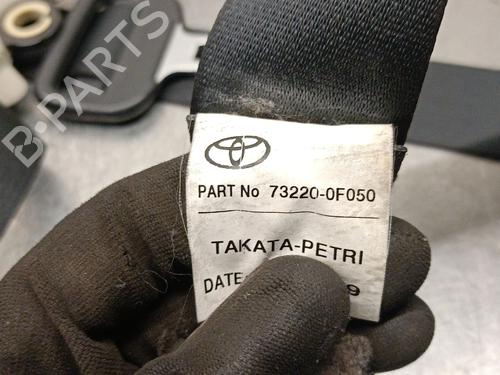 PART No 73220-0F050
TAKATA-PETRI
DATE 9
B-PARTS